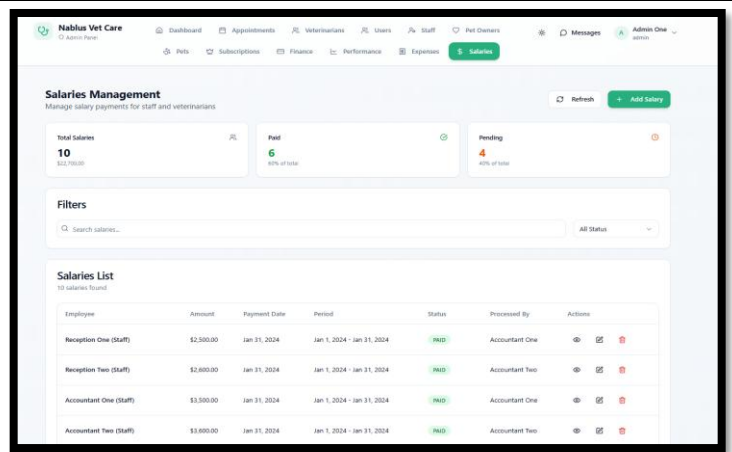 Nablus Vet Care
Admin Panel
Dashboard Appointments Veterinarians Users Staff Pet Owners
Messages
A Admin One
admin
Pets Subscriptions Finance Performance Expenses $ Salaries
Salaries Management
Manage salary payments for staff and veterinarians
Refresh
+ Add Salary
Total Salaries
10
$32,700.00
Paid
6
60% of total
Pending
4
40% of total
Filters
Search salaries...
All Status
Salaries List
10 salaries found
Employee Amount Payment Date Period Status Processed By Actions
Reception One (Staff) $2,500.00 Jan 31, 2024 Jan 1, 2024 - Jan 31, 2024 PAID Accountant One
Reception Two (Staff) $2,600.00 Jan 31, 2024 Jan 1, 2024 - Jan 31, 2024 PAID Accountant Two
Accountant One (Staff) $3,500.00 Jan 31, 2024 Jan 1, 2024 - Jan 31, 2024 PAID Accountant One
Accountant Two (Staff) $3,600.00 Jan 31, 2024 Jan 1, 2024 - Jan 31, 2024 PAID Accountant Two